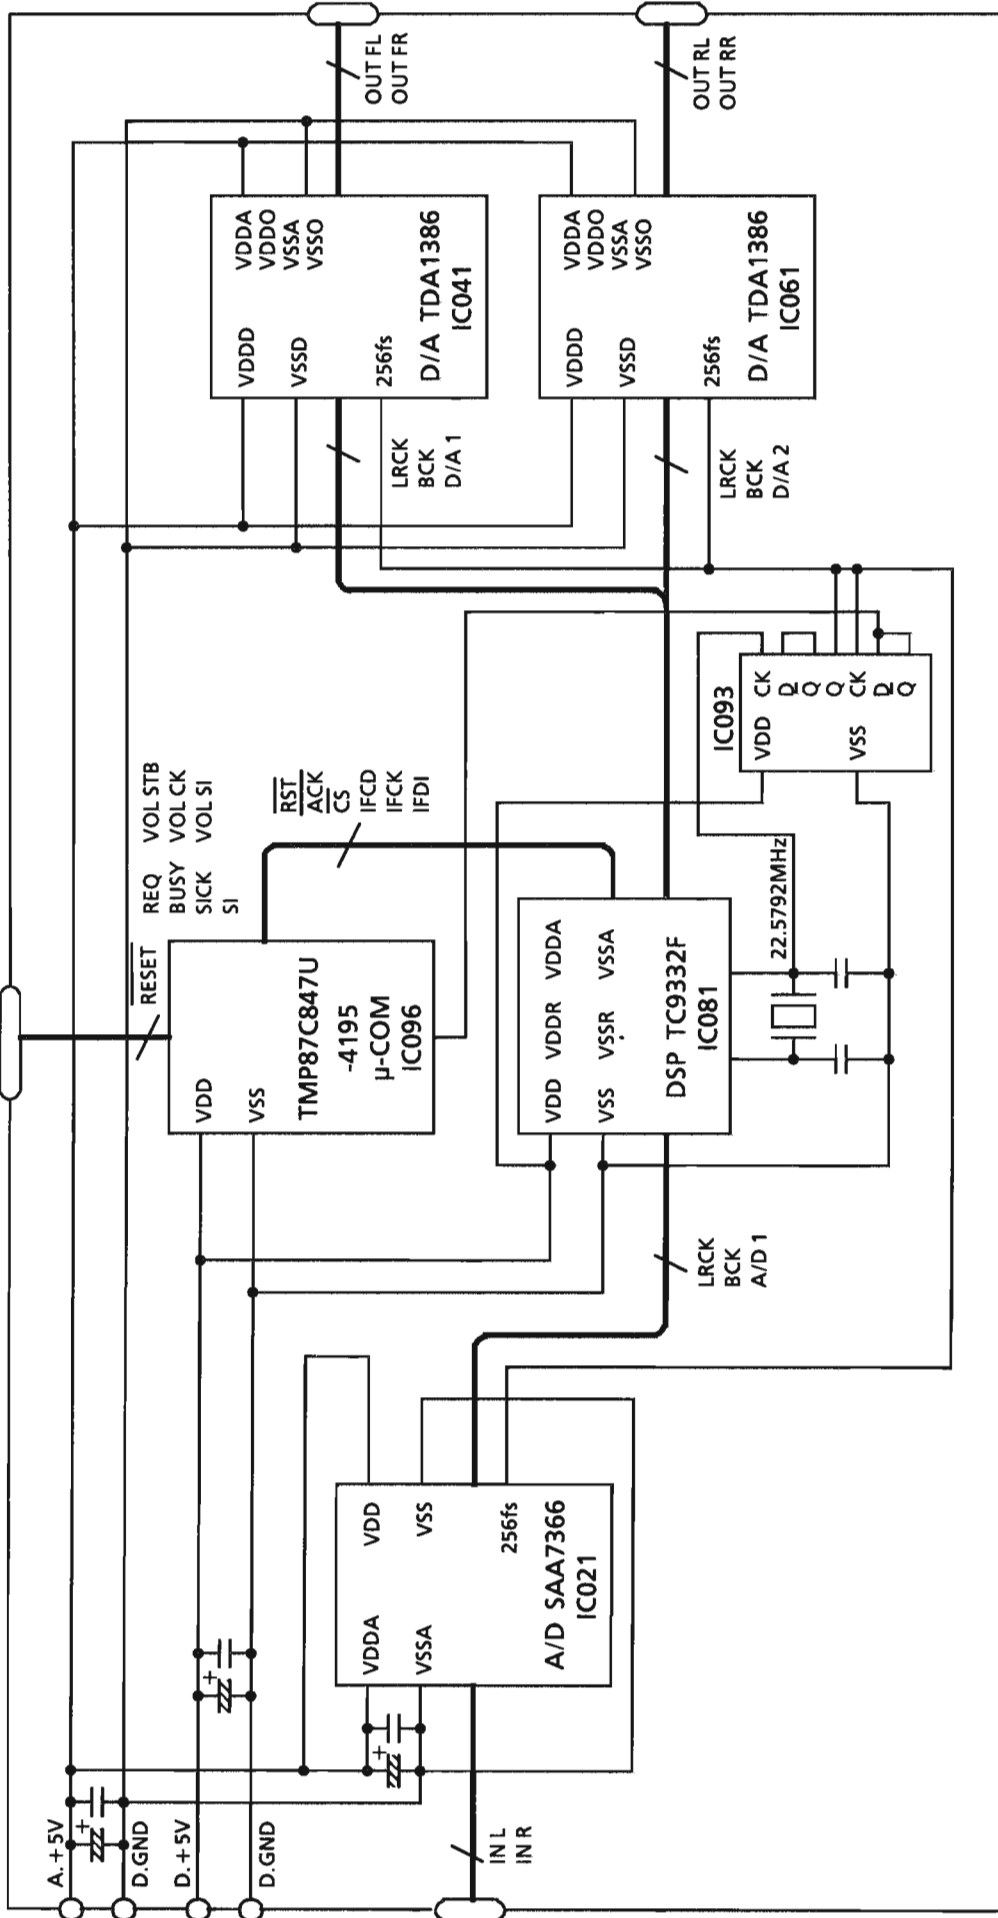 A.+5V
D.GND
D.+5V
D.GND
IN L
IN R
+
+
+
VDDA
VSSA
VDD
VSS
256fs
A/D SAA7366
IC021
LRCK
BCK
A/D 1
RESET
REQ VOL STB
BUSY VOL CK
SICK VOL SI
SI
VDD
VSS
TMP87C847U
-4195
µ-COM
IC096
RST
ACK
CS
IFCD
IFCK
IFDI
VDD VDDR VDDA
VSS VSSR VSSA
DSP TC9332F
IC081
22.5792MHz
IC093
VDD
VSS
CK
D
Q
Q
CK
D
Q
LRCK
BCK
D/A 1
LRCK
BCK
D/A 2
VDDD
VSSD
256fs
VDDA
VDDO
VSSA
VSSO
D/A TDA1386
IC041
VDDD
VSSD
256fs
VDDA
VDDO
VSSA
VSSO
D/A TDA1386
IC061
OUT FL
OUT FR
OUT RL
OUT RR